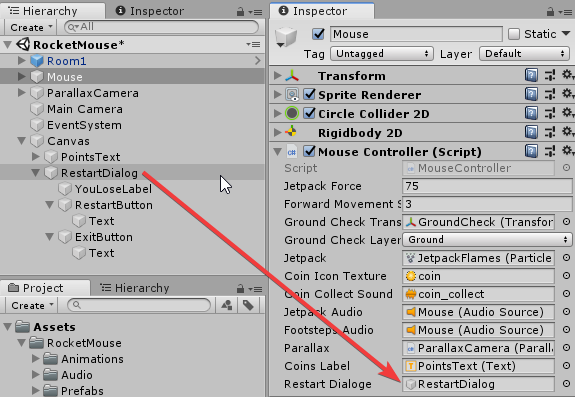 Hierarchy
Inspector
Create
All
RocketMouse*
Room1
Mouse
ParallaxCamera
Main Camera
EventSystem
Canvas
PointsText
RestartDialog
YouLoseLabel
RestartButton
Text
ExitButton
Text
Project
Hierarchy
Create
Assets
RocketMouse
Animations
Audio
Prefabs
Inspector
Mouse
Static
Tag Untagged Layer Default
Transform
Sprite Renderer
Circle Collider 2D
Rigidbody 2D
Mouse Controller (Script)
Script MouseController
Jetpack Force 75
Forward Movement S 3
Ground Check Trans GroundCheck (Transfor
Ground Check Layer Ground
Jetpack JetpackFlames (Particle
Coin Icon Texture coin
Coin Collect Sound coin_collect
Jetpack Audio Mouse (Audio Source)
Footsteps Audio Mouse (Audio Source)
Parallax ParallaxCamera (Parall
Coins Label PointsText (Text)
Restart Dialoge RestartDialog